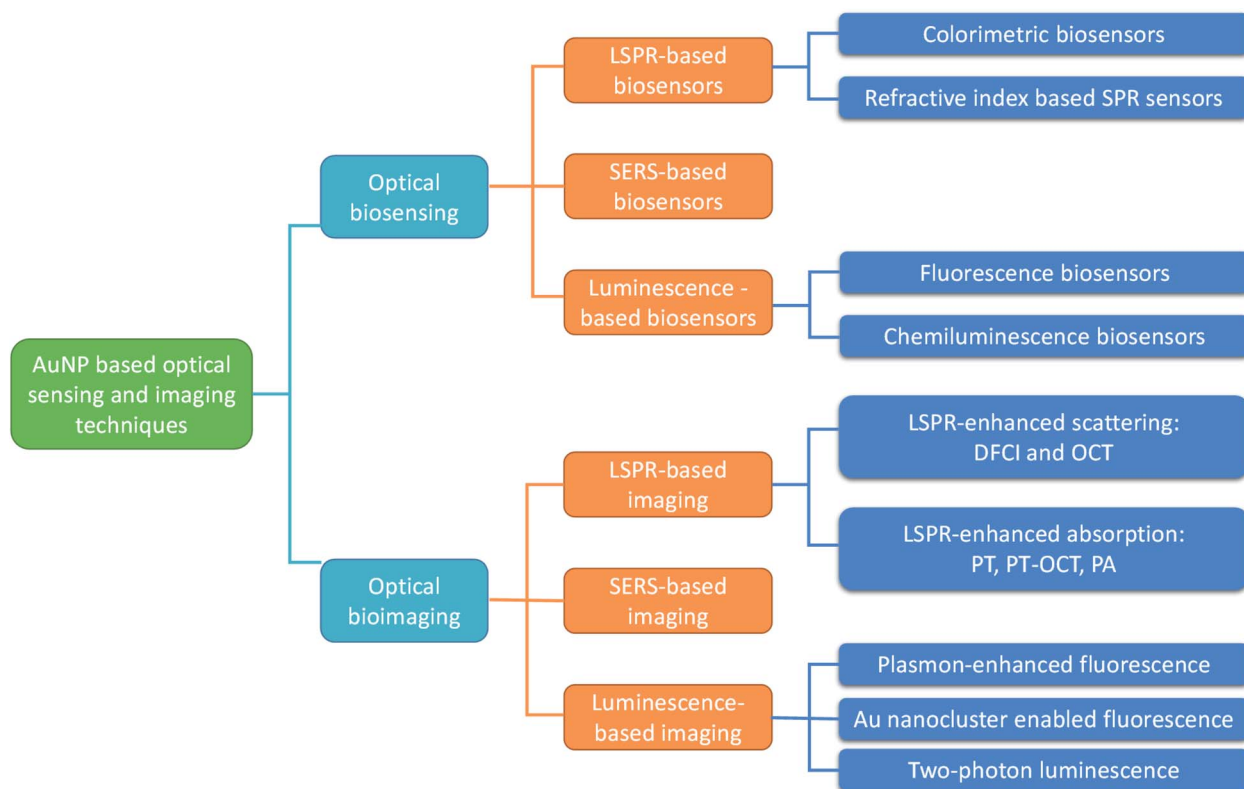 AuNP based optical
sensing and imaging
techniques
Optical
biosensing
LSPR-based
biosensors
Colorimetric biosensors
Refractive index based SPR sensors
SERS-based
biosensors
Luminescence -
based biosensors
Fluorescence biosensors
Chemiluminescence biosensors
Optical
bioimaging
LSPR-based
imaging
LSPR-enhanced scattering:
DFCI and OCT
LSPR-enhanced absorption:
PT, PT-OCT, PA
SERS-based
imaging
Luminescence-
based imaging
Plasmon-enhanced fluorescence
Au nanocluster enabled fluorescence
Two-photon luminescence